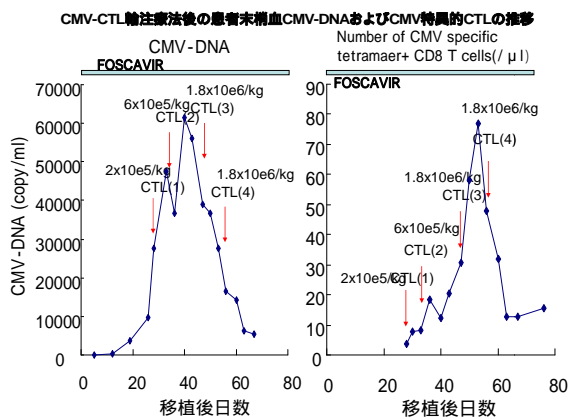 CMV-CTL輸注療法後の患者末梢血CMV-DNAおよびCMV特異的CTLの推移
CMV-DNA
FOSCAVIR
CMV-DNA (copy/ml)
70000
60000
50000
40000
30000
20000
10000
0
2x10e5/kg
CTL(1)
6x10e5/kg
CTL(2)
1.8x10e6/kg
CTL(3)
1.8x10e6/kg
CTL(4)
0
20
40
60
80
移植後日数
Number of CMV specific
tetramaer+ CD8 T cells(/μl)
FOSCAVIR
90
80
70
60
50
40
30
20
10
0
2x10e5/kg
CTL(1)
6x10e5/kg
CTL(2)
1.8x10e6/kg
CTL(3)
1.8x10e6/kg
CTL(4)
0
20
40
60
80
移植後日数